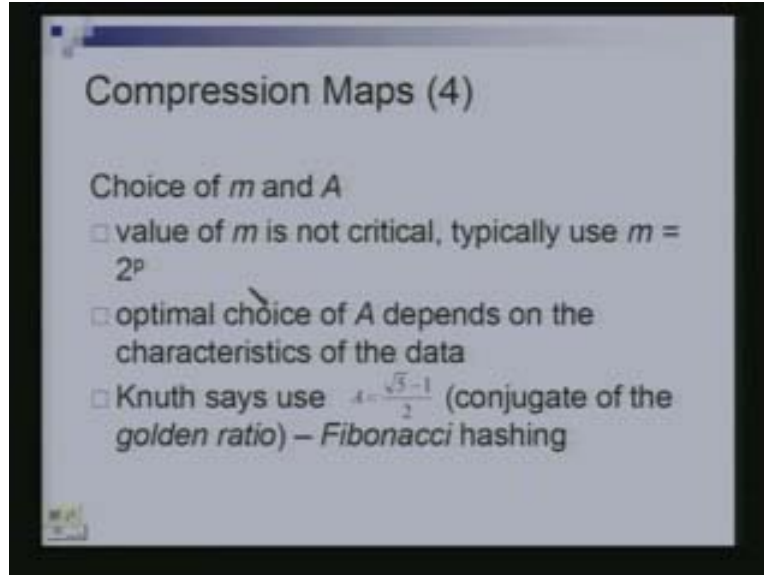 Compression Maps (4)
Choice of m and A
value of m is not critical, typically use m =
2ᵖ
optimal choice of A depends on the
characteristics of the data
Knuth says use A = (√5 −1)/2 (conjugate of the
golden ratio) – Fibonacci hashing